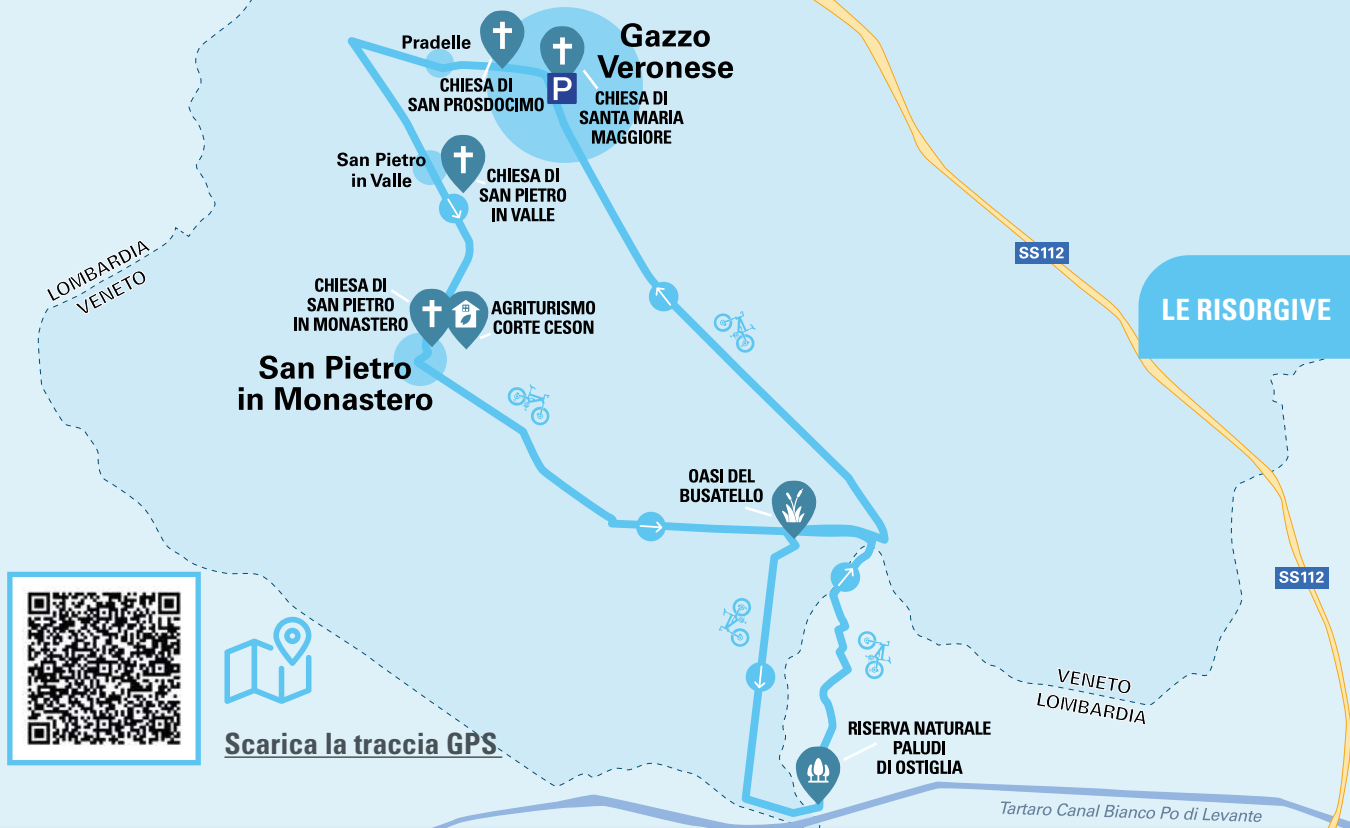 Gazzo
Veronese
Pradelle
CHIESA DI
SAN PROSDOCIMO
P
CHIESA DI
SANTA MARIA
MAGGIORE
San Pietro
in Valle
CHIESA DI
SAN PIETRO
IN VALLE
LOMBARDIA
VENETO
SS112
LE RISORGIVE
CHIESA DI
SAN PIETRO
IN MONASTERO
AGRITURISMO
CORTE CESON
San Pietro
in Monastero
OASI DEL
BUSATELLO
SS112
VENETO
LOMBARDIA
Scarica la traccia GPS
RISERVA NATURALE
PALUDI
DI OSTIGLIA
Tartaro Canal Bianco Po di Levante